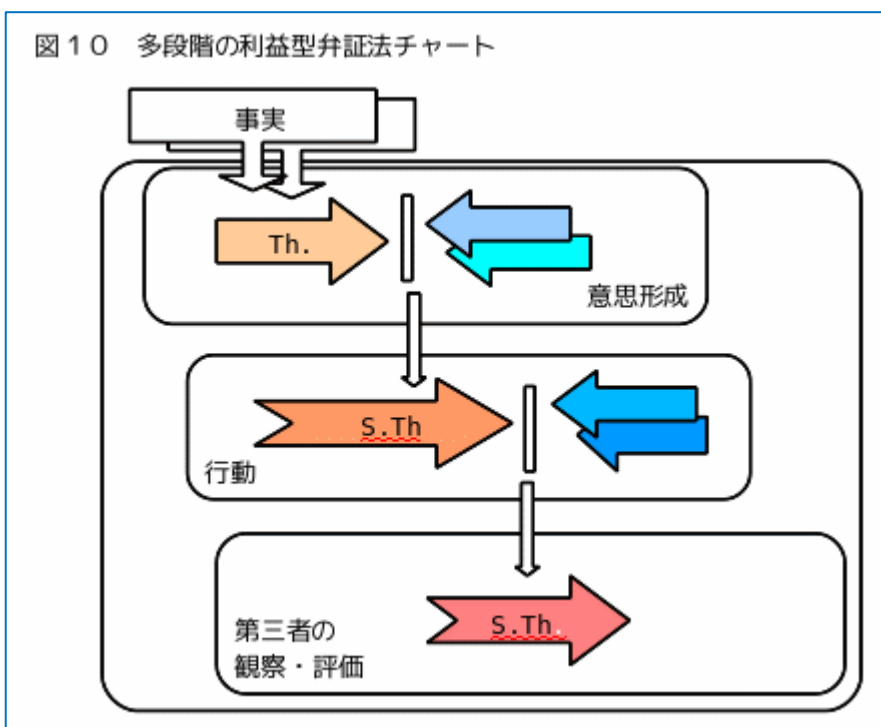 図１０ 多段階の利益型弁証法チャート
事実
Th.
意思形成
S.Th
行動
S.Th.
第三者の
観察・評価